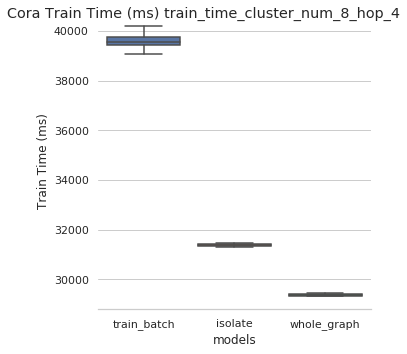 Cora Train Time (ms) train_time_cluster_num_8_hop_4
40000
38000
36000
34000
32000
30000
Train Time (ms)
train_batch
isolate
whole_graph
models